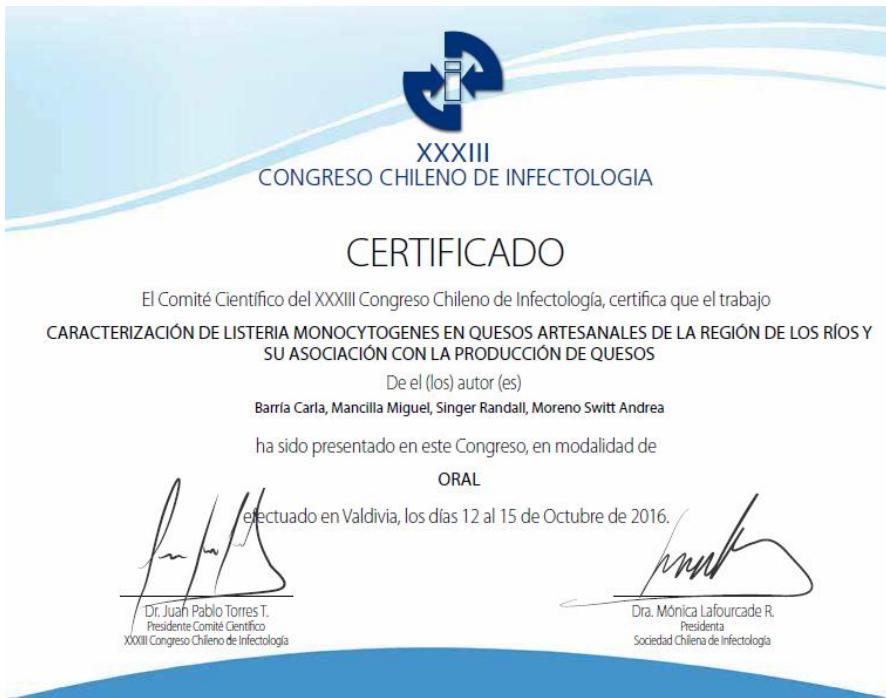 XXXIII
CONGRESO CHILENO DE INFECTOLOGIA
CERTIFICADO
El Comité Científico del XXXIII Congreso Chileno de Infectología, certifica que el trabajo
CARACTERIZACIÓN DE LISTERIA MONOCYTOGENES EN QUESOS ARTESANALES DE LA REGIÓN DE LOS RÍOS Y
SU ASOCIACIÓN CON LA PRODUCCIÓN DE QUESOS
De el (los) autor (es)
Barría Carla, Mancilla Miguel, Singer Randall, Moreno Switt Andrea
ha sido presentado en este Congreso, en modalidad de
ORAL
efectuado en Valdivia, los días 12 al 15 de Octubre de 2016.
Dr. Juan Pablo Torres T.
Presidente Comité Científico
XXXIII Congreso Chileno de Infectología
Dra. Mónica Lafourcade R.
Presidenta
Sociedad Chilena de Infectología